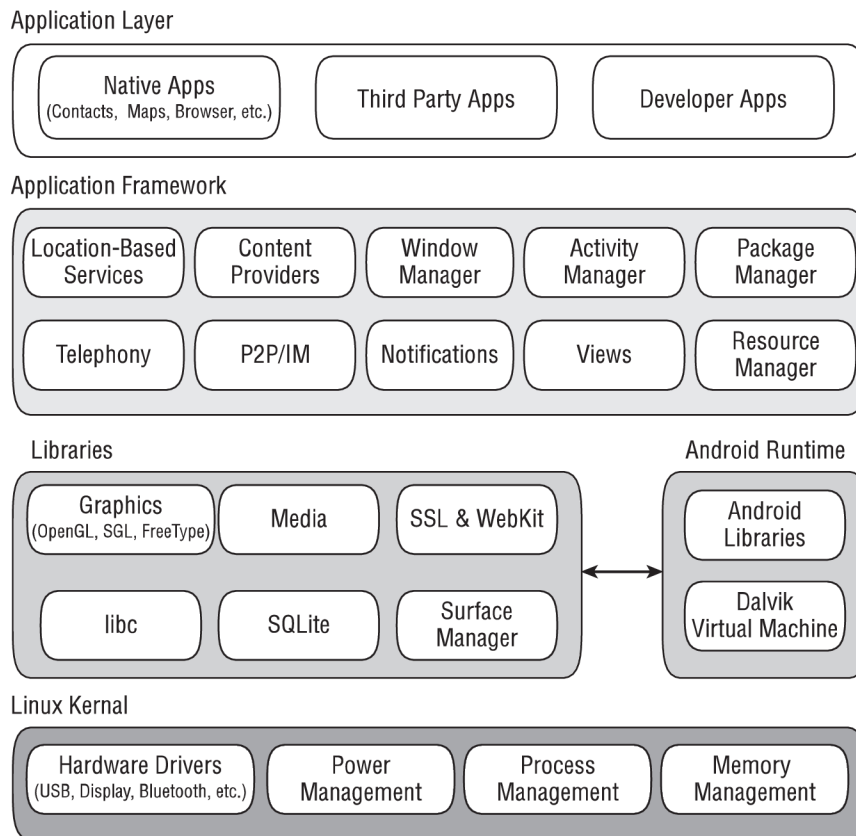 Application Layer
Native Apps
(Contacts, Maps, Browser, etc.)
Third Party Apps
Developer Apps
Application Framework
Location-Based
Services
Content
Providers
Window
Manager
Activity
Manager
Package
Manager
Telephony
P2P/IM
Notifications
Views
Resource
Manager
Libraries
Graphics
(OpenGL, SGL, FreeType)
Media
SSL & WebKit
libc
SQLite
Surface
Manager
Android Runtime
Android
Libraries
Dalvik
Virtual Machine
Linux Kernal
Hardware Drivers
(USB, Display, Bluetooth, etc.)
Power
Management
Process
Management
Memory
Management